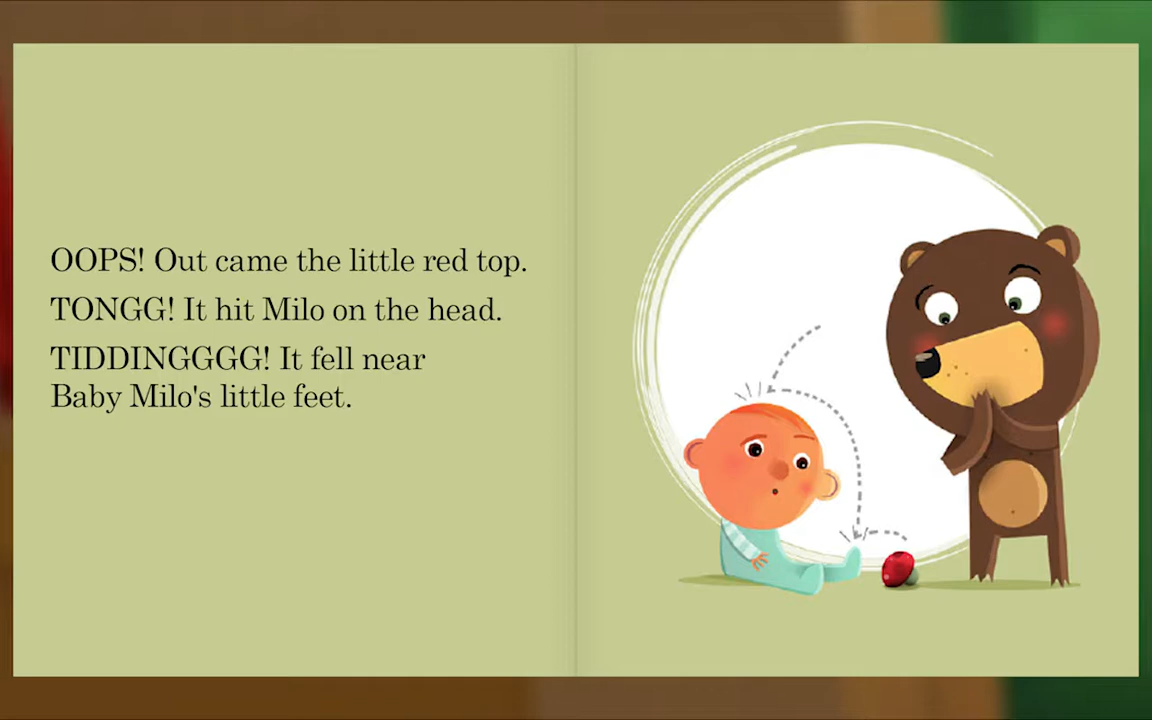 OOPS! Out came the little red top.
TONGG! It hit Milo on the head.
TIDDINGGGG! It fell near
Baby Milo's little feet.